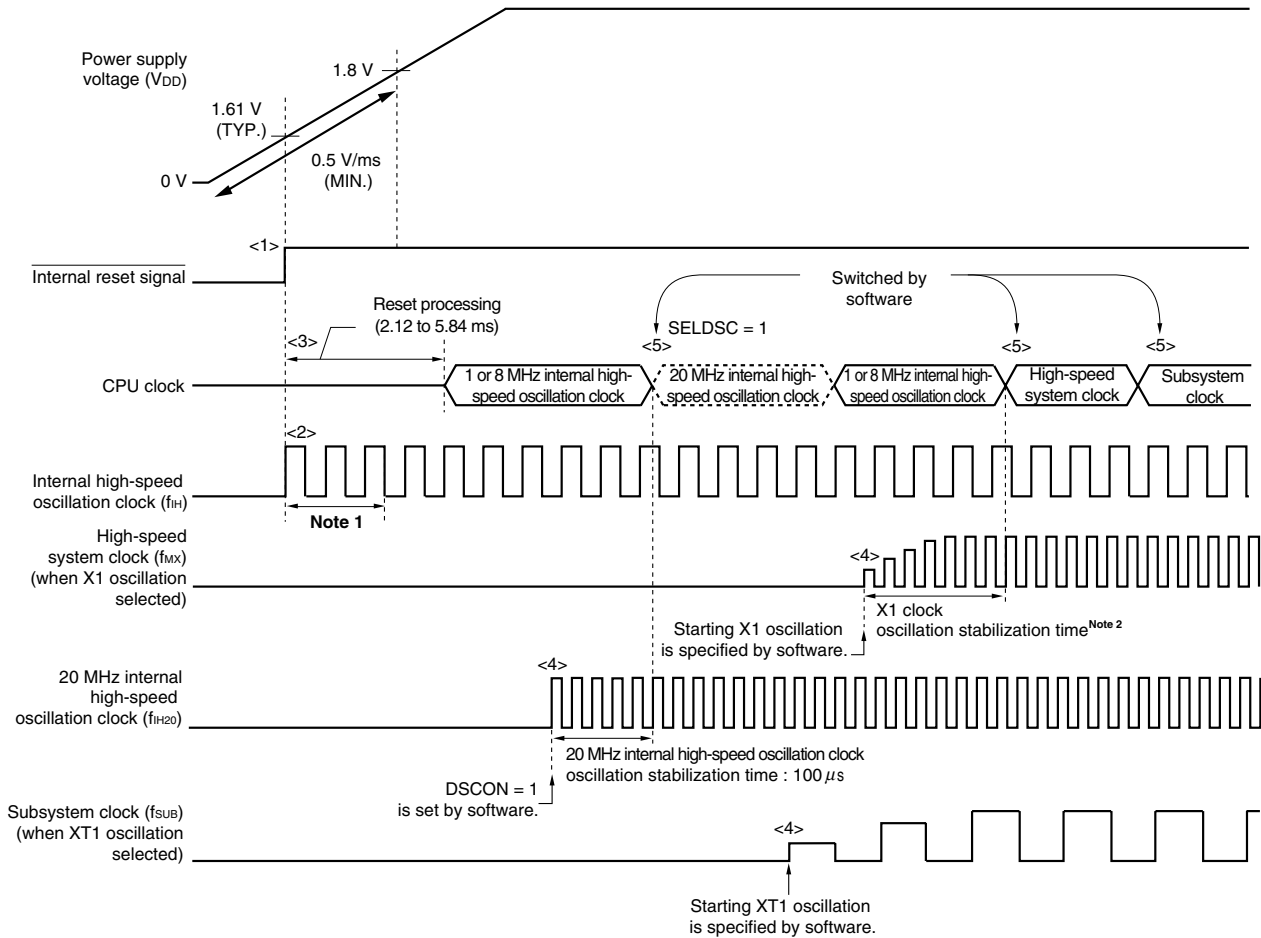 Power supply
voltage (VDD)
1.8 V
1.61 V
(TYP.)
0.5 V/ms
(MIN.)
0 V
<1>
Internal reset signal
Switched by
software
Reset processing
(2.12 to 5.84 ms)
SELDSC = 1
<3>
<5>
<5>
<5>
CPU clock
1 or 8 MHz internal high-
speed oscillation clock
20 MHz internal high-
speed oscillation clock
1 or 8 MHz internal high-
speed oscillation clock
High-speed
system clock
Subsystem
clock
<2>
Internal high-speed
oscillation clock (fIH)
Note 1
High-speed
system clock (fMX)
(when X1 oscillation
selected)
<4>
X1 clock
oscillation stabilization time Note 2
Starting X1 oscillation
is specified by software.
<4>
20 MHz internal
high-speed
oscillation clock (fIH20)
20 MHz internal high-speed oscillation clock
oscillation stabilization time : 100 μs
DSCON = 1
is set by software.
Subsystem clock (fSUB)
(when XT1 oscillation
selected)
<4>
Starting XT1 oscillation
is specified by software.